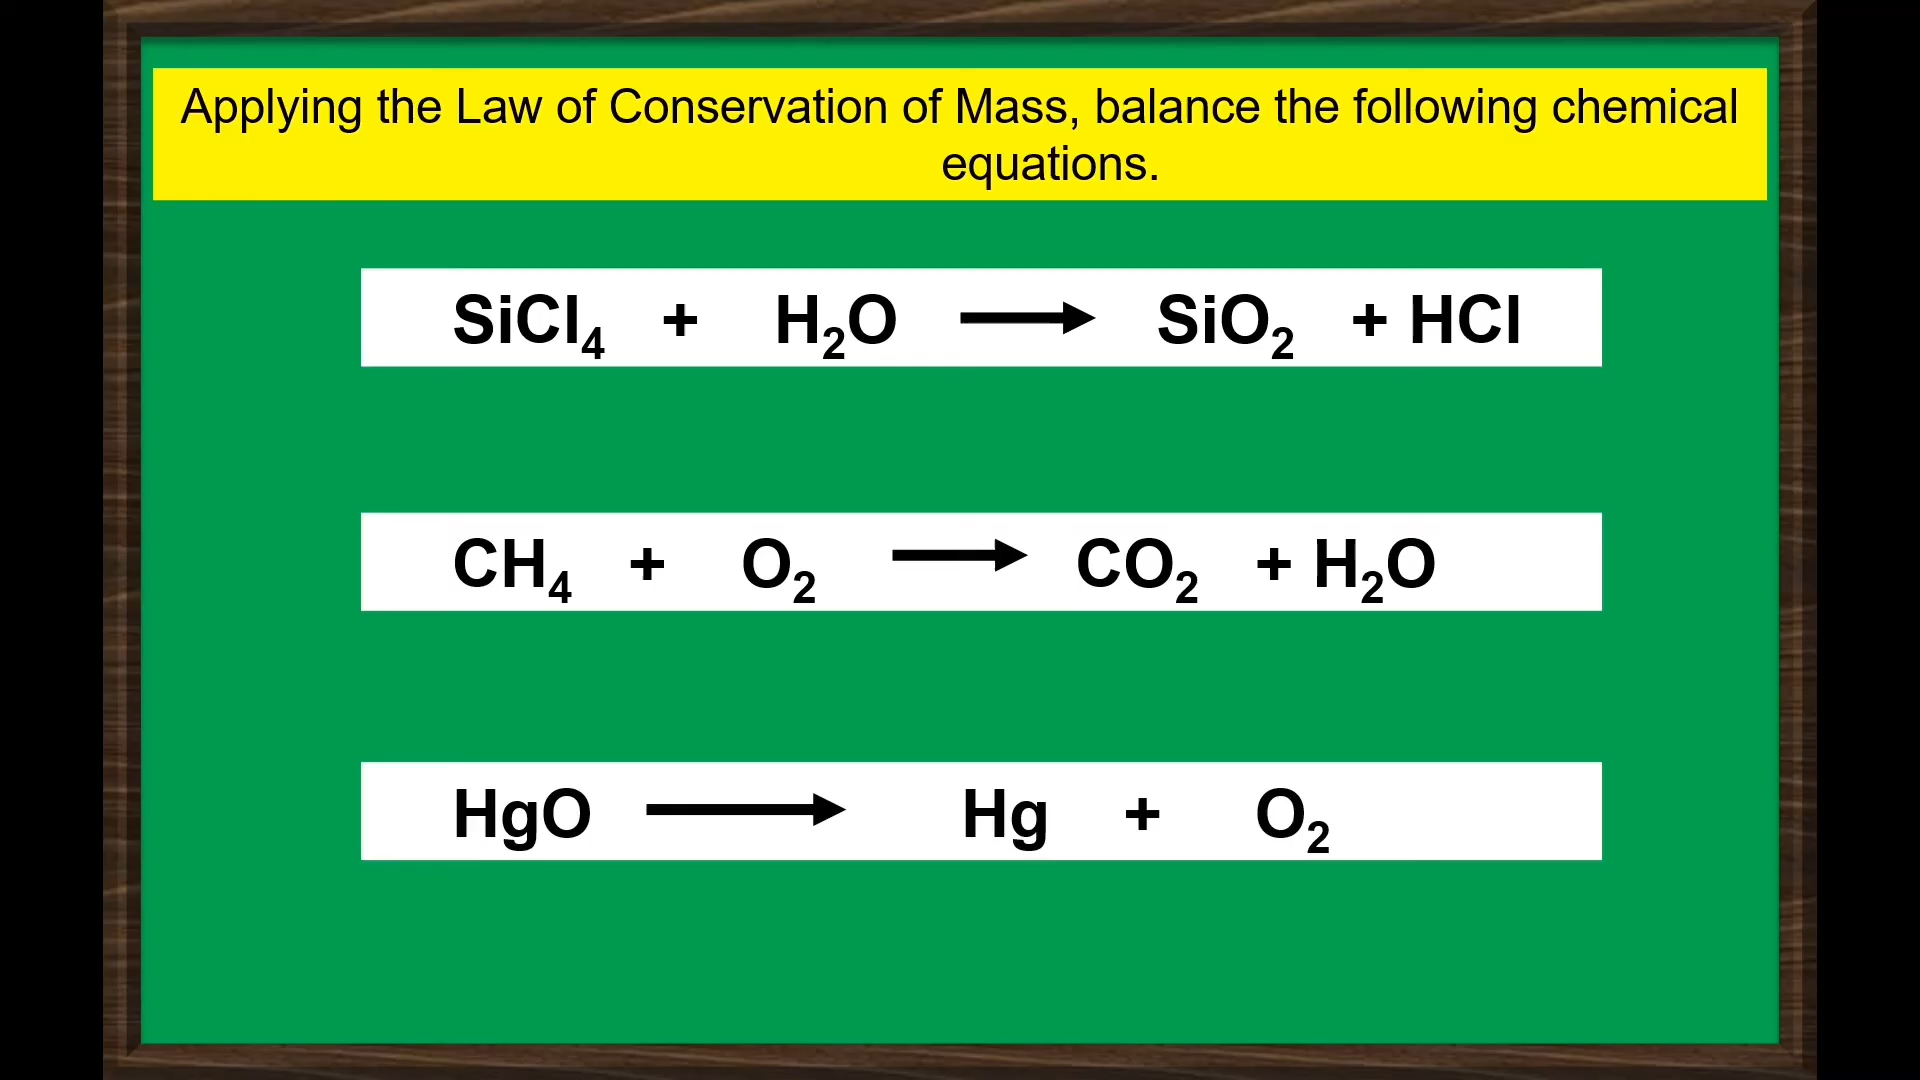 Applying the Law of Conservation of Mass, balance the following chemical
equations.
SiCl₄ + H₂O → SiO₂ + HCl
CH₄ + O₂ → CO₂ + H₂O
HgO → Hg + O₂